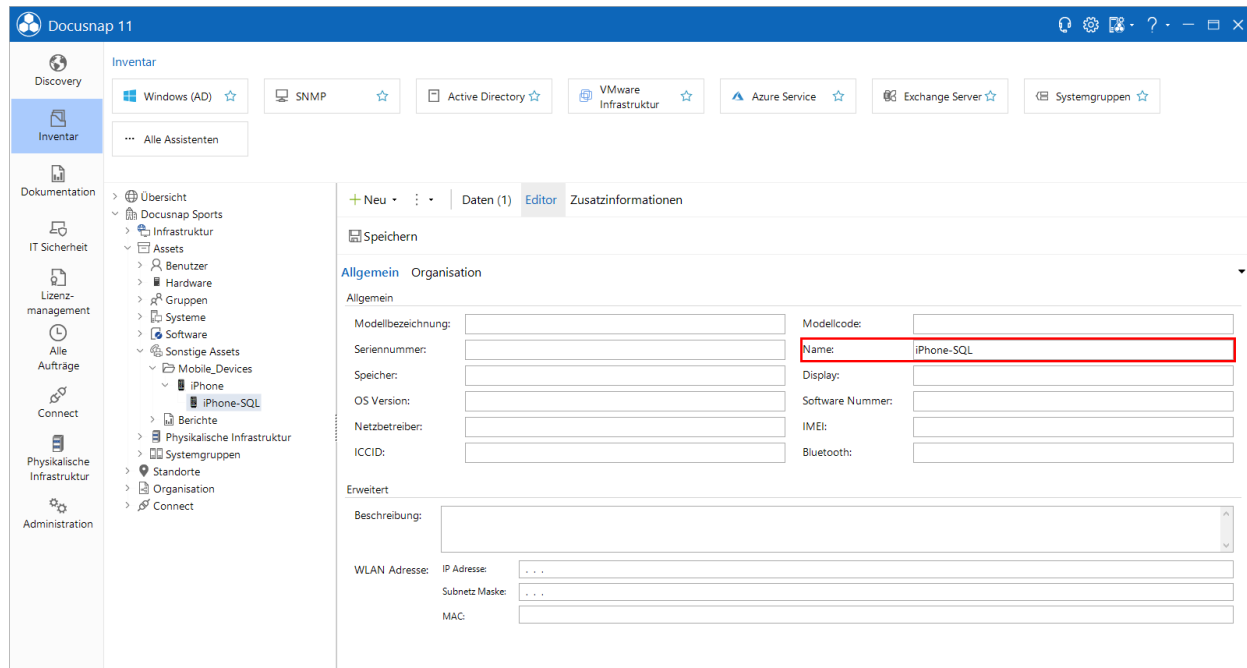 Docusnap 11
?
Discovery
Inventar
Dokumentation
IT Sicherheit
Lizenz-
management
Alle
Aufträge
Connect
Physikalische
Infrastruktur
Administration
Inventar
Windows (AD)
SNMP
Active Directory
VMware
Infrastruktur
Azure Service
Exchange Server
Systemgruppen
Alle Assistenten
Übersicht
Docusnap Sports
Infrastruktur
Assets
Benutzer
Hardware
Gruppen
Systeme
Software
Sonstige Assets
Mobile_Devices
iPhone
iPhone-SQL
Berichte
Physikalische Infrastruktur
Systemgruppen
Standorte
Organisation
Connect
Neu Daten (1) Editor Zusatzinformationen
Speichern
Allgemein Organisation
Allgemein
Modellbezeichnung: Modellcode:
Seriennummer: Name: iPhone-SQL
Speicher: Display:
OS Version: Software Nummer:
Netzbetreiber: IMEI:
ICCID: Bluetooth:
Erweitert
Beschreibung:
WLAN Adresse: IP Adresse: . . .
Subnetz Maske: . . .
MAC: